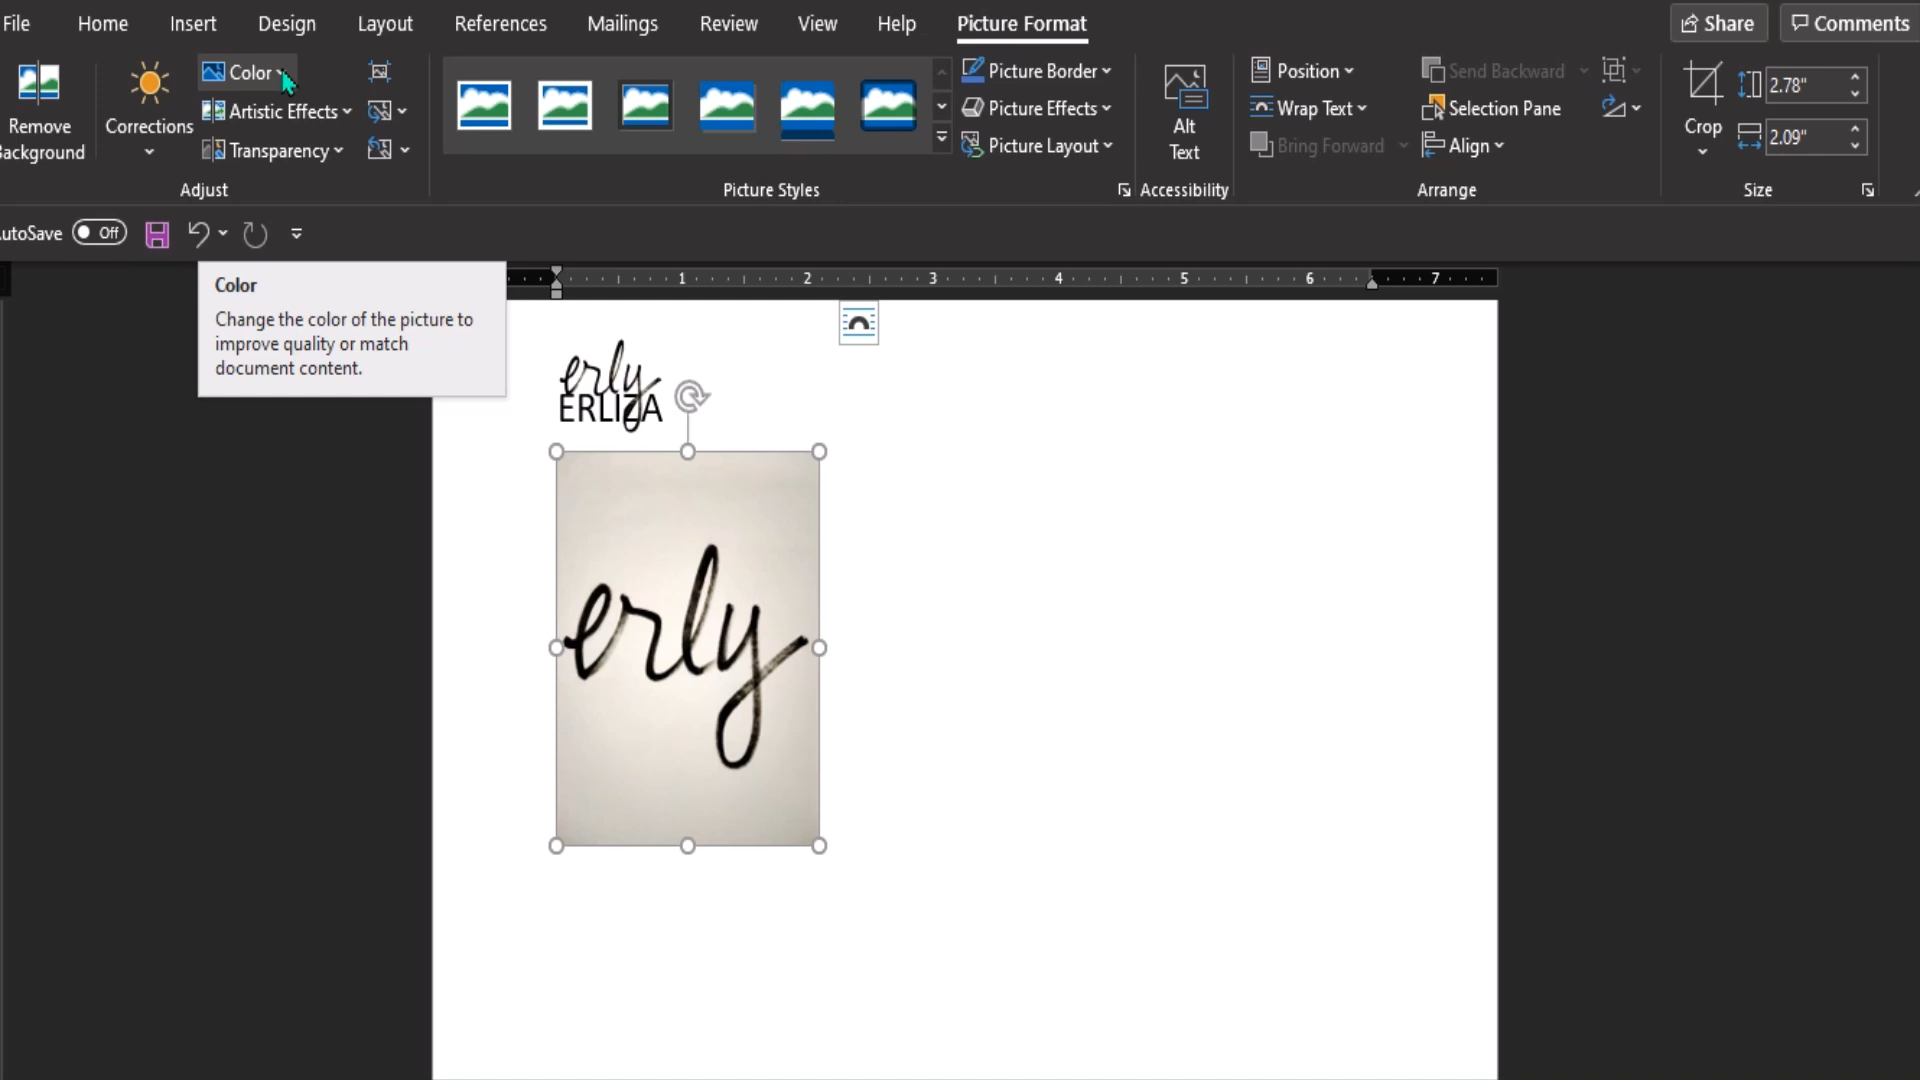 File Home Insert Design Layout References Mailings Review View Help Picture Format Share Comments
Remove Background
Corrections
Color
Artistic Effects
Transparency
Adjust
Picture Styles
Picture Border
Picture Effects
Picture Layout
Alt Text
Accessibility
Position
Wrap Text
Bring Forward
Send Backward
Selection Pane
Align
Arrange
Crop
2.78"
2.09"
Size
utoSave Off
Color
Change the color of the picture to
improve quality or match
document content.
1 2 3 4 5 6 7
erly
ERLIZA
erly